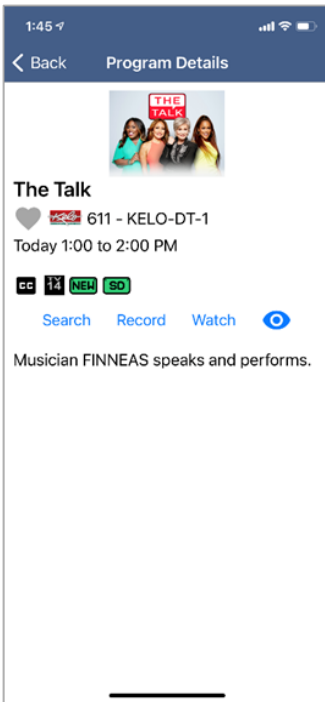 1:45
Back Program Details
THE
TALK
The Talk
Kelo 611 - KELO-DT-1
Today 1:00 to 2:00 PM
CC TV 14 NEW SD
Search Record Watch
Musician FINNEAS speaks and performs.